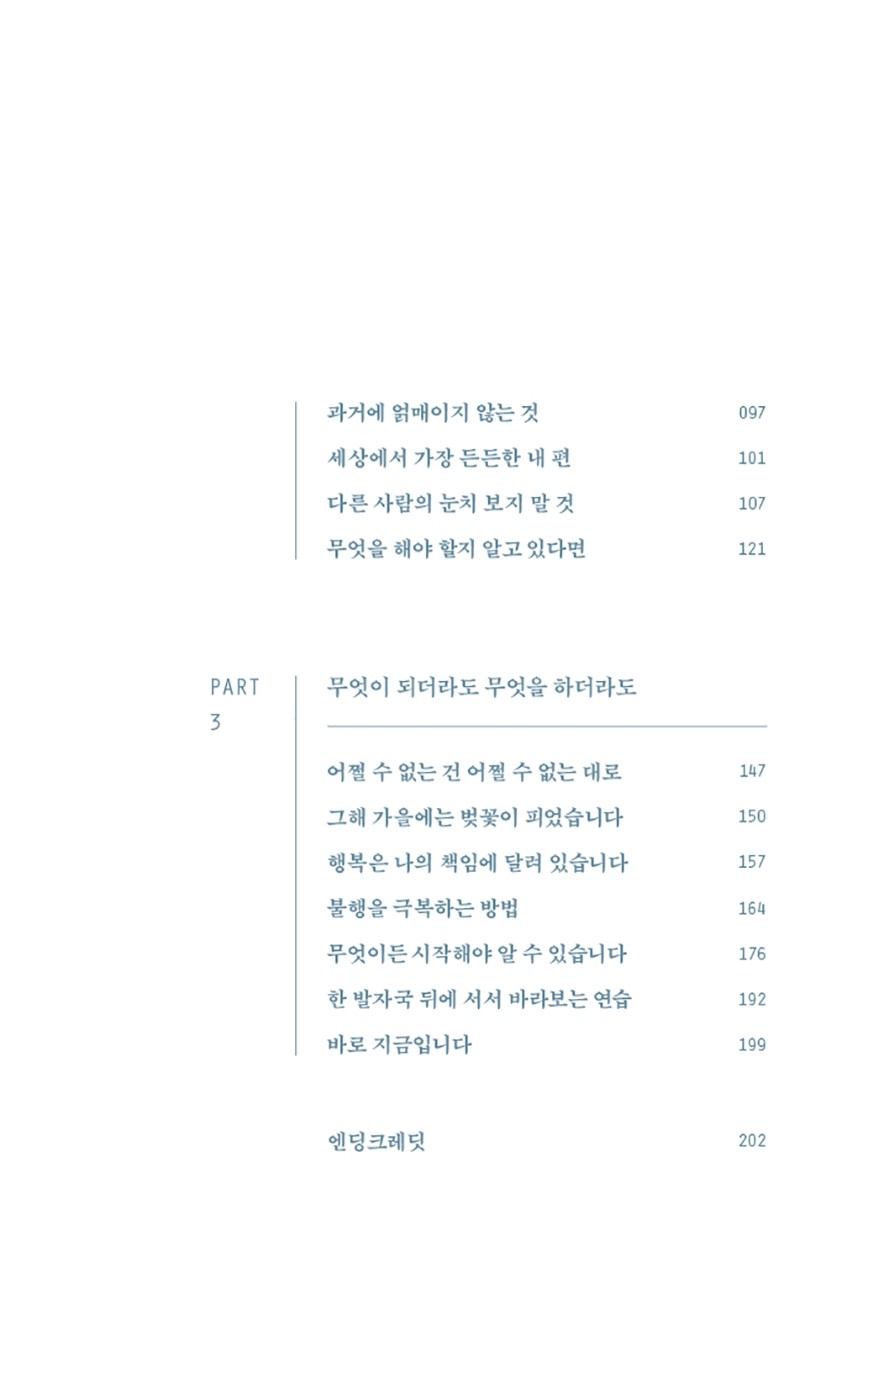 과거에 얽매이지 않는 것 097
세상에서 가장 든든한 내 편 101
다른 사람의 눈치 보지 말 것 107
무엇을 해야 할지 알고 있다면 121
PART 3 무엇이 되더라도 무엇을 하더라도
어쩔 수 없는 건 어쩔 수 없는 대로 147
그해 가을에는 벚꽃이 피었습니다 150
행복은 나의 책임에 달려 있습니다 157
불행을 극복하는 방법 164
무엇이든 시작해야 알 수 있습니다 176
한 발자국 뒤에 서서 바라보는 연습 192
바로 지금입니다 199
엔딩크레딧 202